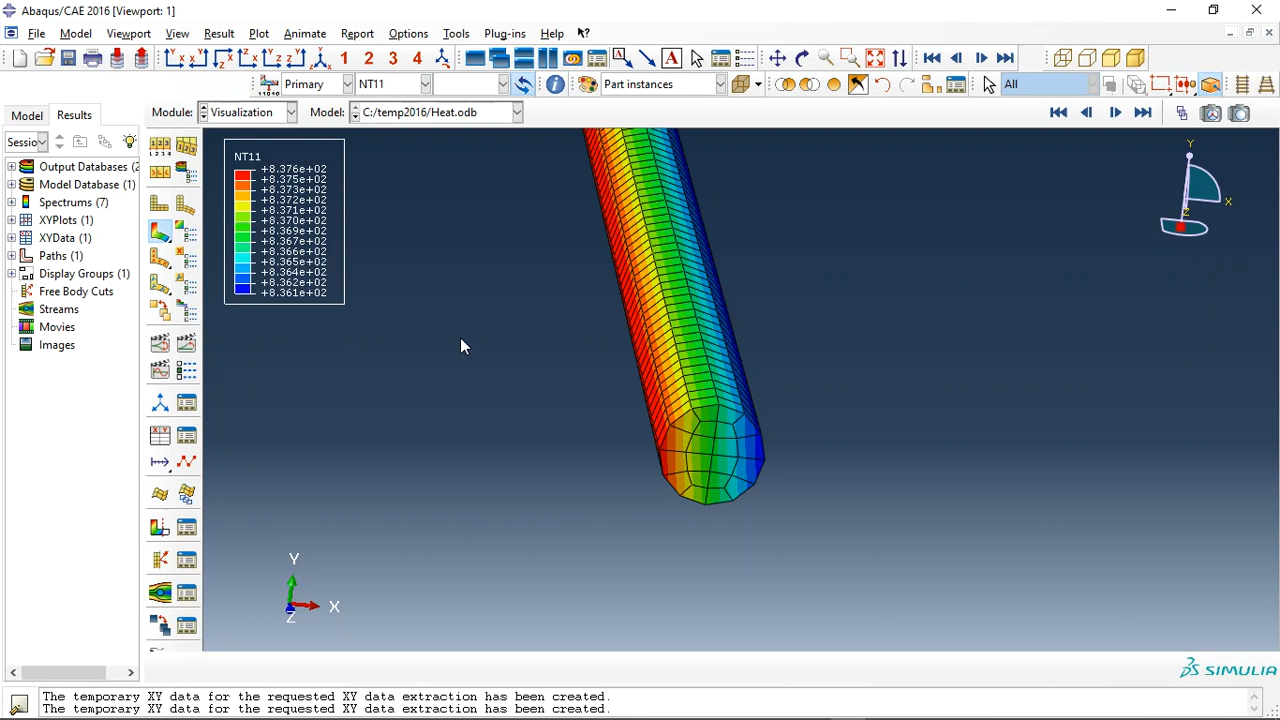 Abaqus/CAE 2016 [Viewport: 1]
File Model Viewport View Result Plot Animate Report Options Tools Plug-ins Help
1 2 3 4 A
Primary NT11 Part instances All
Model Results Module: Visualization Model: C:/temp2016/Heat.odb
Sessio
Output Databases (2
Model Database (1)
Spectrums (7)
XYPlots (1)
XYData (1)
Paths (1)
Display Groups (1)
Free Body Cuts
Streams
Movies
Images
NT11
+8.376e+02
+8.375e+02
+8.373e+02
+8.372e+02
+8.371e+02
+8.370e+02
+8.369e+02
+8.367e+02
+8.366e+02
+8.365e+02
+8.364e+02
+8.362e+02
+8.361e+02
Y
X
Z
Y
X
Z
SIMULIA
The temporary XY data for the requested XY data extraction has been created.
The temporary XY data for the requested XY data extraction has been created.